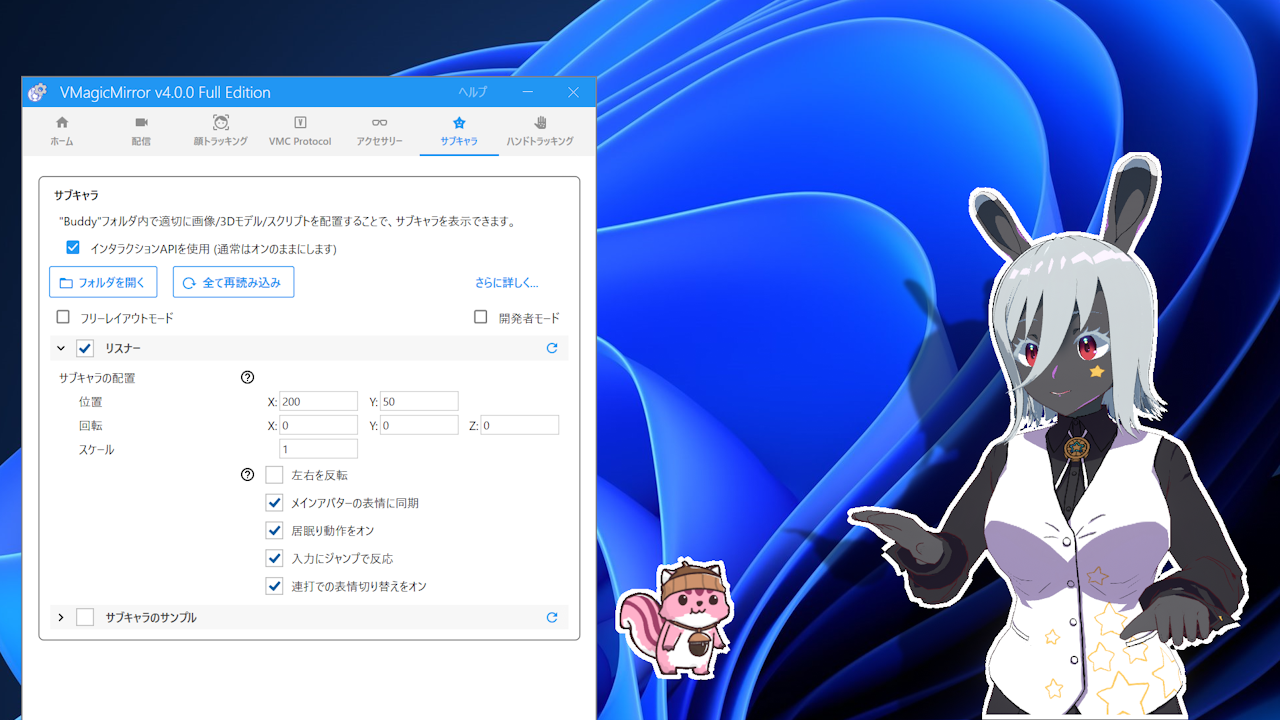 VMagicMirror v4.0.0 Full Edition ヘルプ
ホーム 配信 顔トラッキング VMC Protocol アクセサリー サブキャラ ハンドトラッキング
サブキャラ
"Buddy"フォルダ内で適切に画像/3Dモデル/スクリプトを配置することで、サブキャラを表示できます。
インタラクションAPIを使用 (通常はオンのままにします)
フォルダを開く 全て再読み込み さらに詳しく...
フリーレイアウトモード 開発者モード
リスナー
サブキャラの配置
位置 X: 200 Y: 50
回転 X: 0 Y: 0 Z: 0
スケール 1
左右を反転
メインアバターの表情に同期
居眠り動作をオン
入力にジャンプで反応
連打での表情切り替えをオン
サブキャラのサンプル